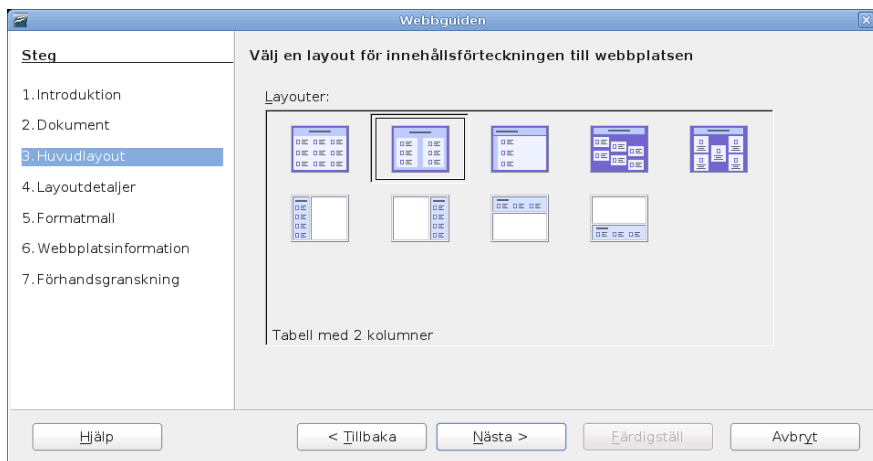 Webbguiden
Steg
1. Introduktion
2. Dokument
3. Huvudlayout
4. Layoutdetaljer
5. Formatmall
6. Webbplatsinformation
7. Förhandsgranskning
Välj en layout för innehållsförteckningen till webbplatsen
Layouter:
Tabell med 2 kolumner
Hjälp
< Tillbaka
Nästa >
Färdigställ
Avbryt